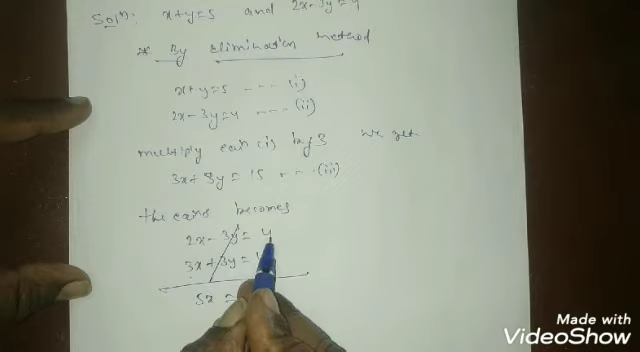 Solⁿ: x+y=5 and 2x-3y=4
* By elimination method
x+y=5 --- (i)
2x-3y=4 --- (ii)
multiply eqn (i) by 3 we get
3x+3y=15 --- (iii)
the eqns becomes
2x-3y=4
3x+3y=
5x=
Made with
VideoShow